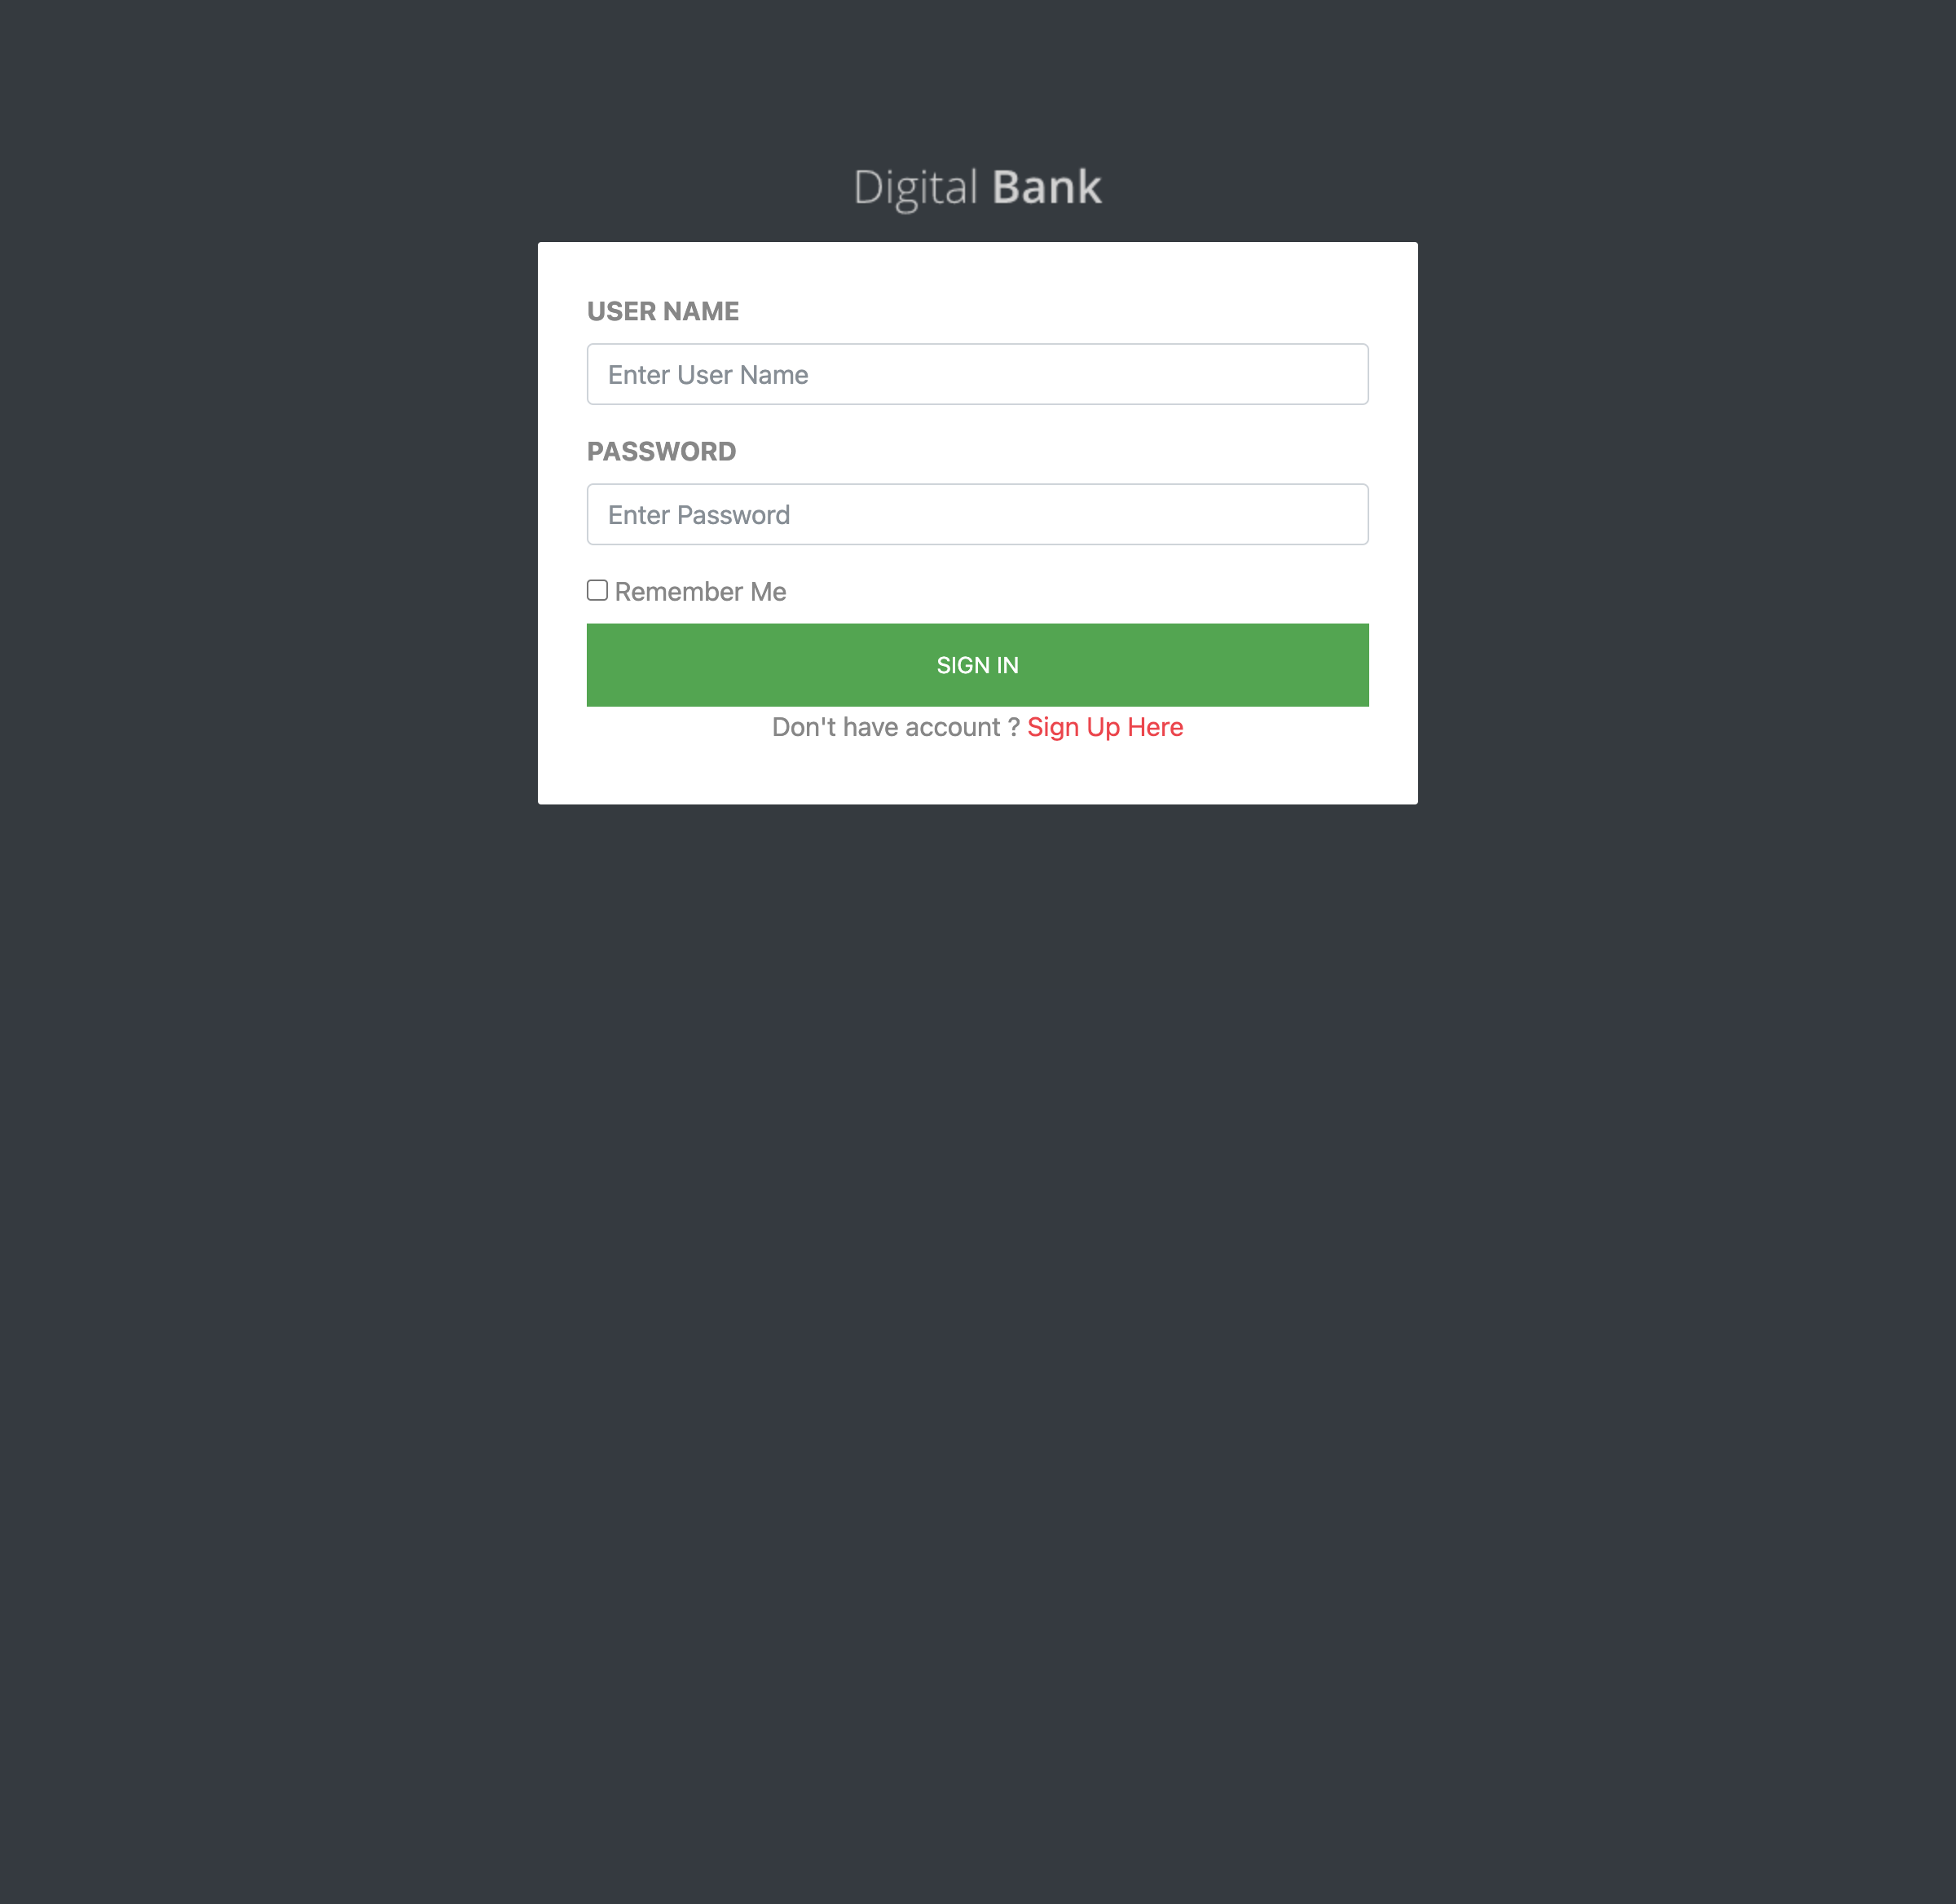 Digital Bank
USER NAME
Enter User Name
PASSWORD
Enter Password
Remember Me
SIGN IN
Don't have account ? Sign Up Here